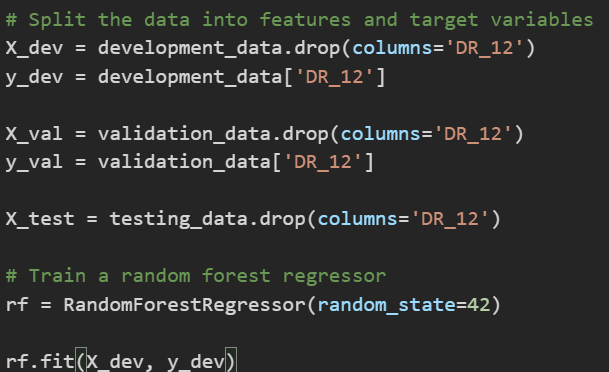 # Split the data into features and target variables
X_dev = development_data.drop(columns='DR_12')
y_dev = development_data['DR_12']
X_val = validation_data.drop(columns='DR_12')
y_val = validation_data['DR_12']
X_test = testing_data.drop(columns='DR_12')
# Train a random forest regressor
rf = RandomForestRegressor(random_state=42)
rf.fit(X_dev, y_dev)